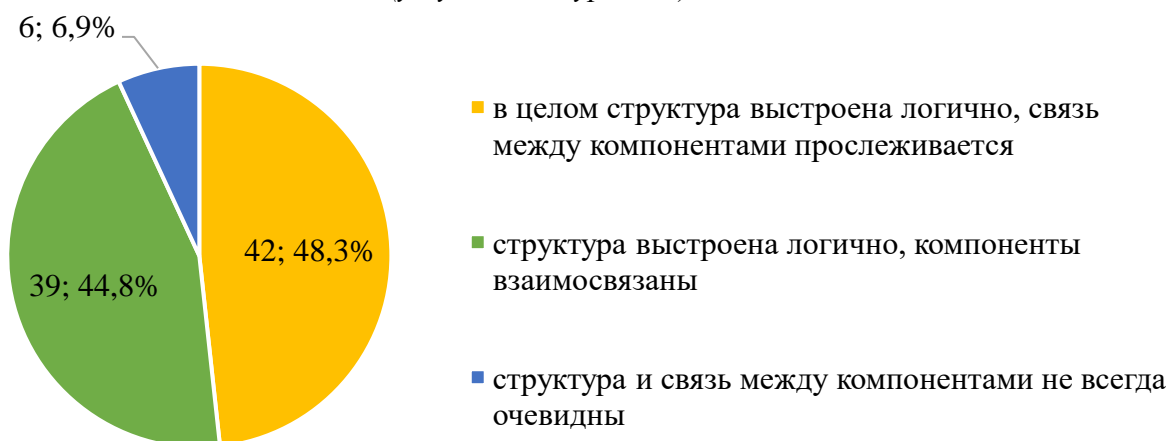 6; 6,9%
в целом структура выстроена логично, связь
между компонентами прослеживается
42; 48,3%
структура выстроена логично, компоненты
взаимосвязаны
39; 44,8%
структура и связь между компонентами не всегда
очевидны